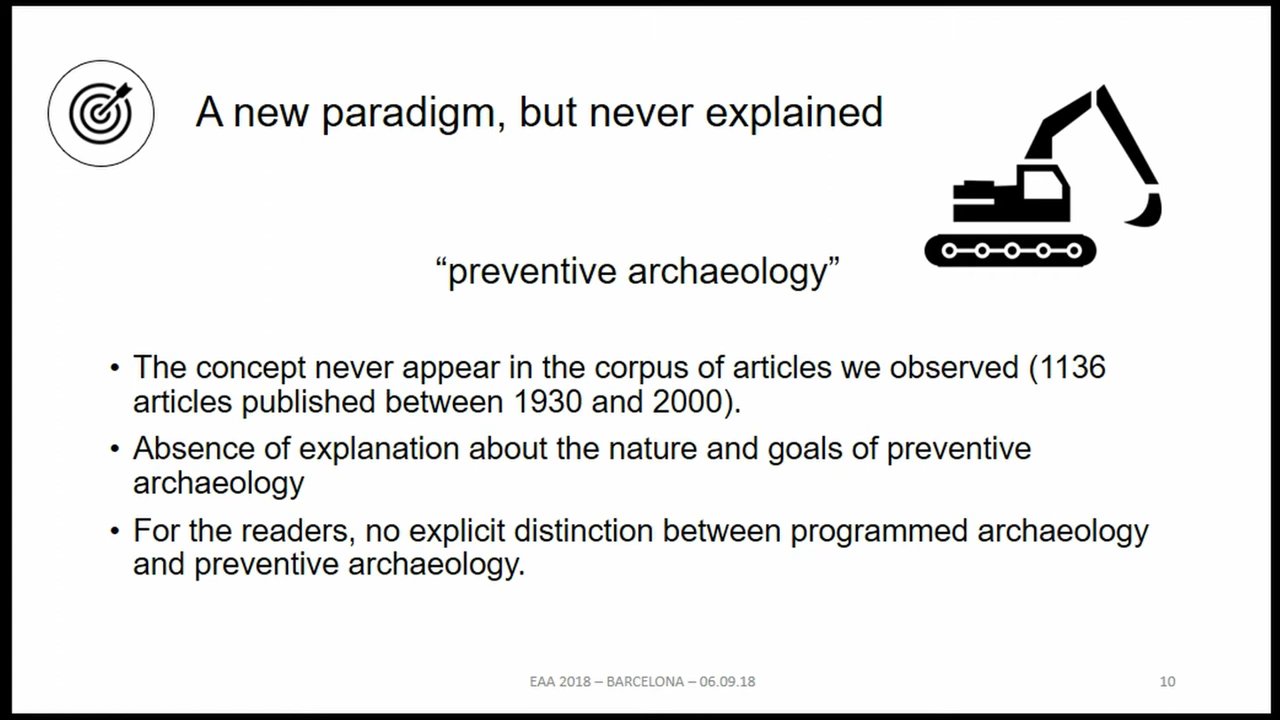 A new paradigm, but never explained
“preventive archaeology”
• The concept never appear in the corpus of articles we observed (1136
articles published between 1930 and 2000).
• Absence of explanation about the nature and goals of preventive
archaeology
• For the readers, no explicit distinction between programmed archaeology
and preventive archaeology.
EAA 2018 – BARCELONA – 06.09.18
10